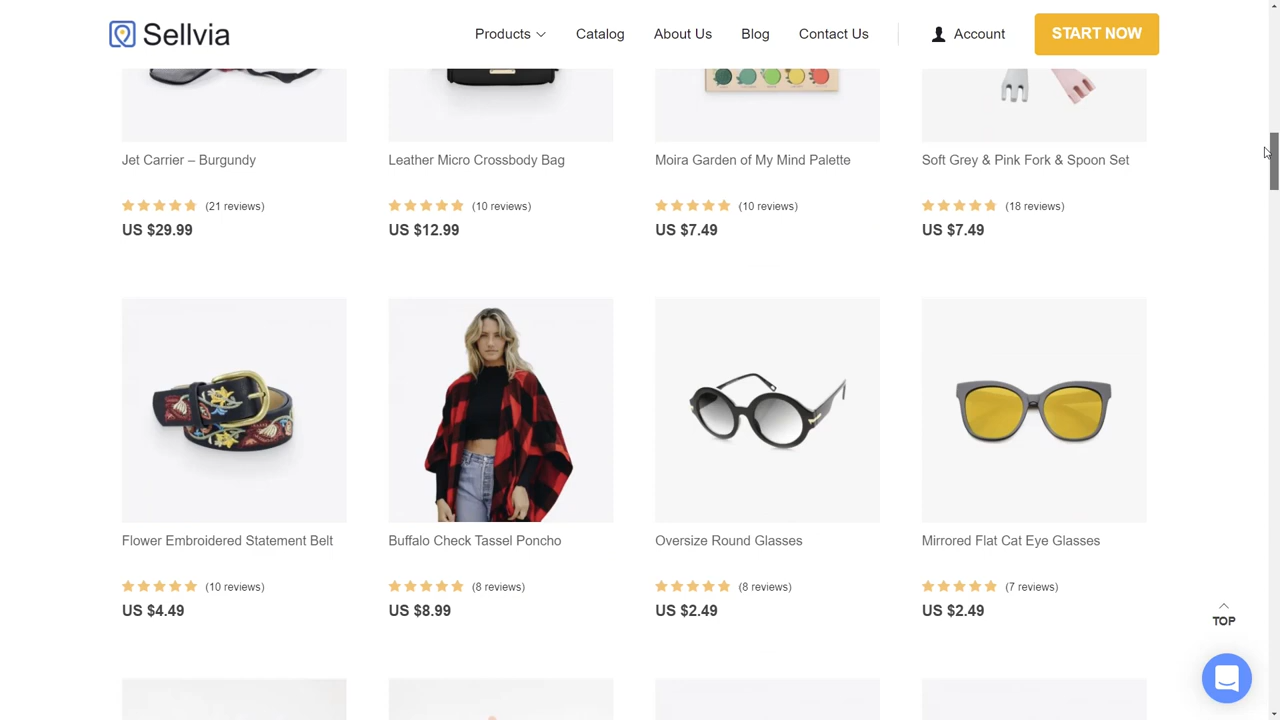 Sellvia
Products
Catalog
About Us
Blog
Contact Us
Account
START NOW
Jet Carrier – Burgundy
Leather Micro Crossbody Bag
Moira Garden of My Mind Palette
Soft Grey & Pink Fork & Spoon Set
(21 reviews)
(10 reviews)
(10 reviews)
(18 reviews)
US $29.99
US $12.99
US $7.49
US $7.49
Flower Embroidered Statement Belt
Buffalo Check Tassel Poncho
Oversize Round Glasses
Mirrored Flat Cat Eye Glasses
(10 reviews)
(8 reviews)
(8 reviews)
(7 reviews)
US $4.49
US $8.99
US $2.49
US $2.49
TOP